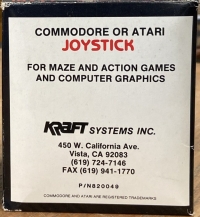 COMMODORE OR ATARI
JOYSTICK
FOR MAZE AND ACTION GAMES
AND COMPUTER GRAPHICS
KRAFT SYSTEMS INC.
450 W. California Ave.
Vista, CA 92083
(619) 724-7146
FAX (619) 941-1770
P/N820049
COMMODORE AND ATARI ARE REGISTERED TRADEMARKS